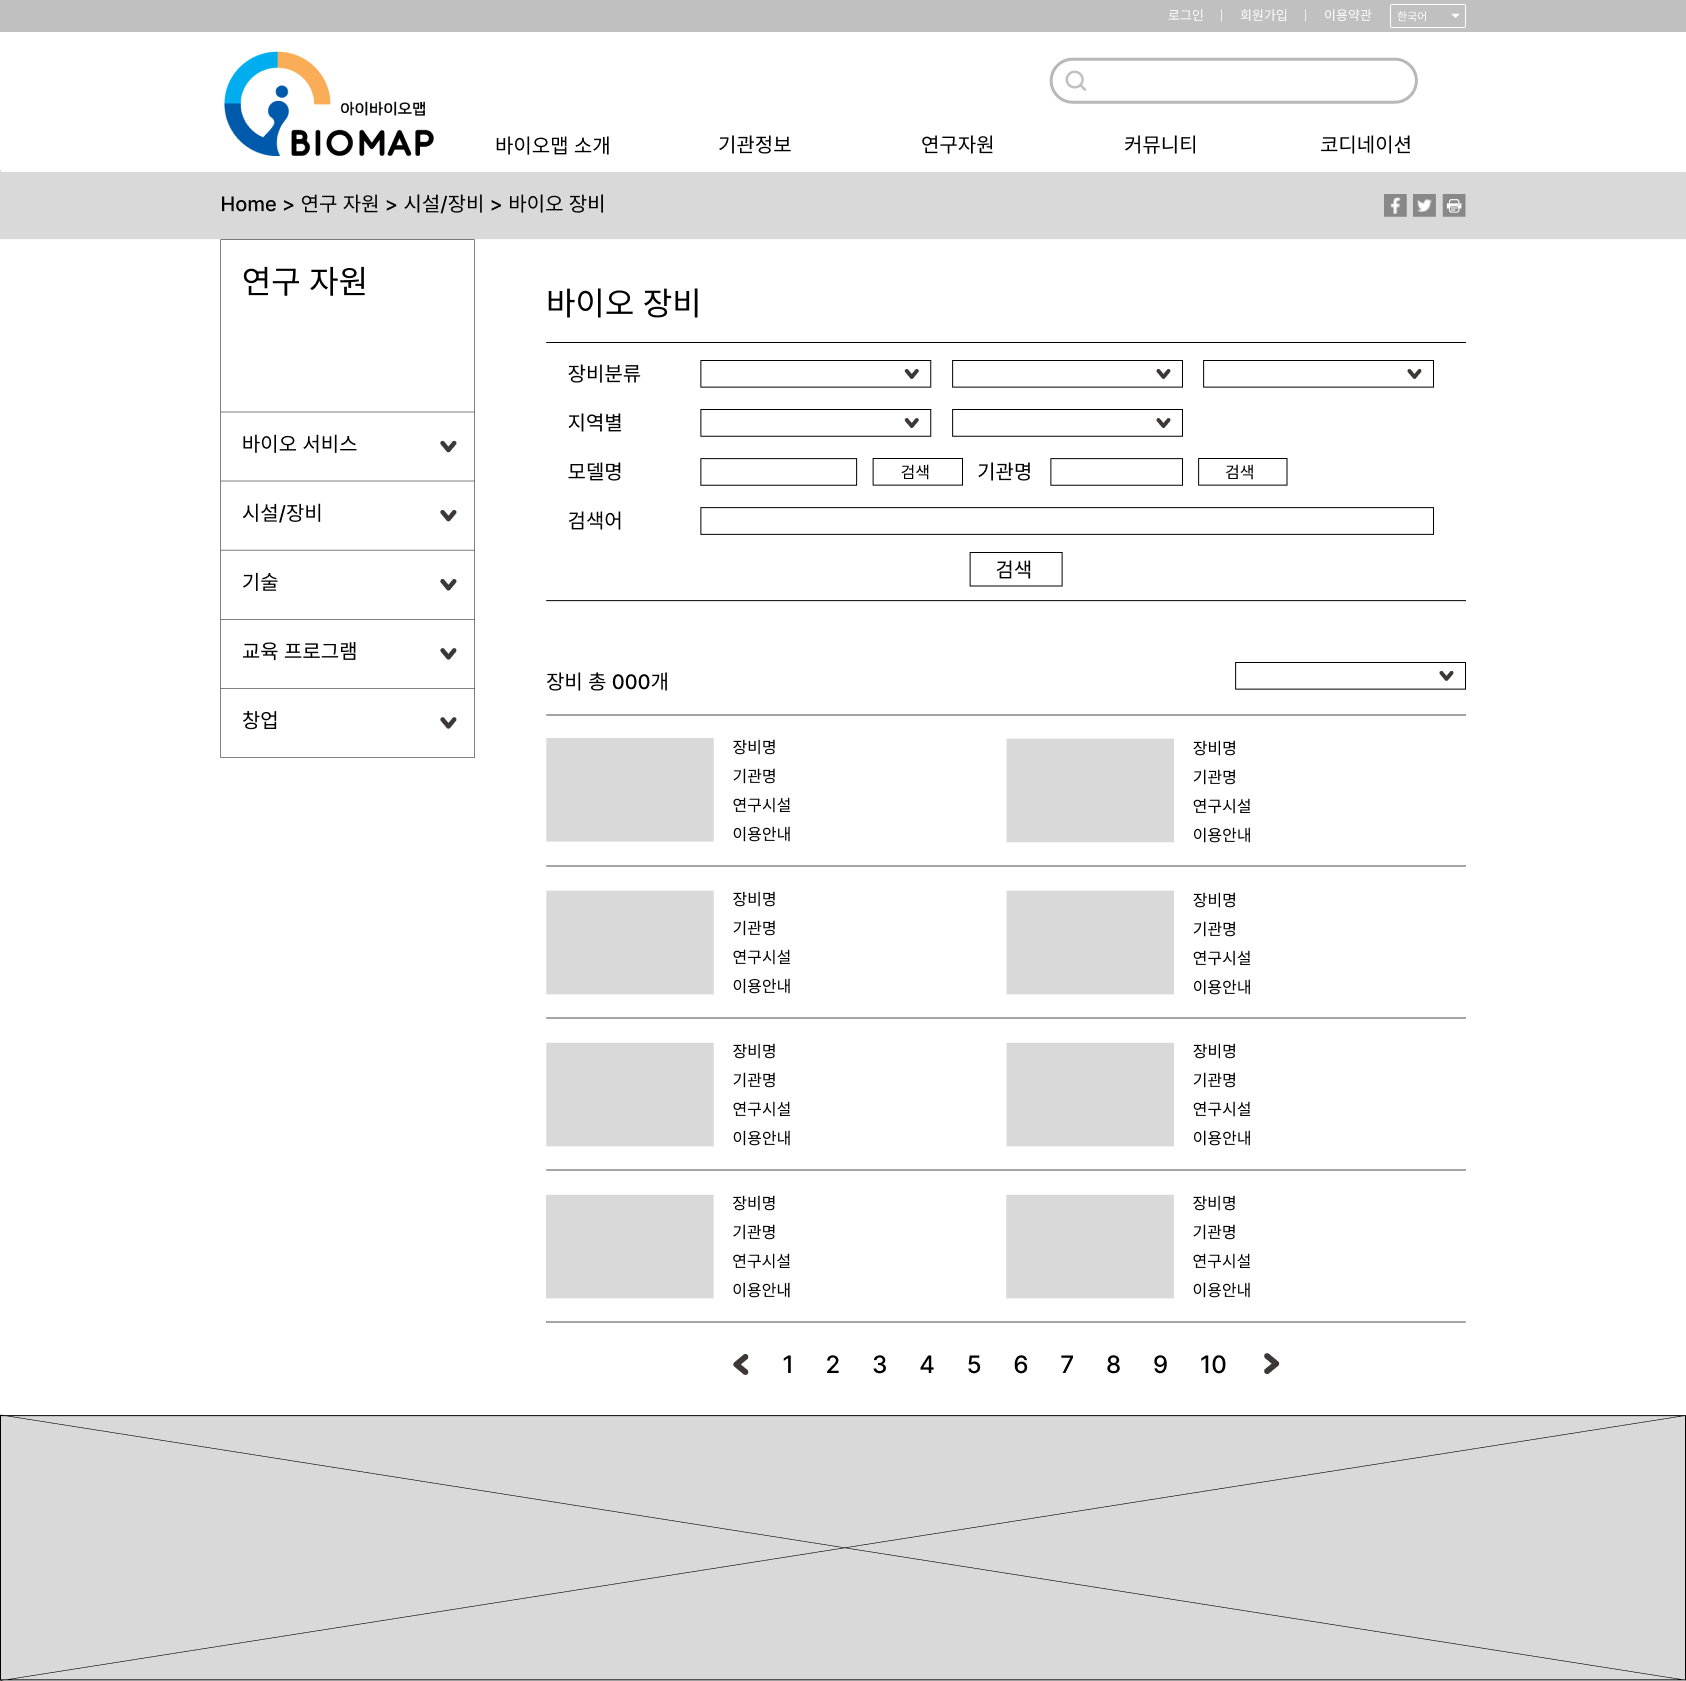 로그인 | 회원가입 | 이용약관 한국어
아이바이오맵
BIOMAP
바이오맵 소개 기관정보 연구자원 커뮤니티 코디네이션
Home > 연구 자원 > 시설/장비 > 바이오 장비
연구 자원
바이오 서비스
시설/장비
기술
교육 프로그램
창업
바이오 장비
장비분류
지역별
모델명 검색 기관명 검색
검색어
검색
장비 총 000개
장비명
기관명
연구시설
이용안내
장비명
기관명
연구시설
이용안내
장비명
기관명
연구시설
이용안내
장비명
기관명
연구시설
이용안내
장비명
기관명
연구시설
이용안내
장비명
기관명
연구시설
이용안내
장비명
기관명
연구시설
이용안내
장비명
기관명
연구시설
이용안내
1 2 3 4 5 6 7 8 9 10